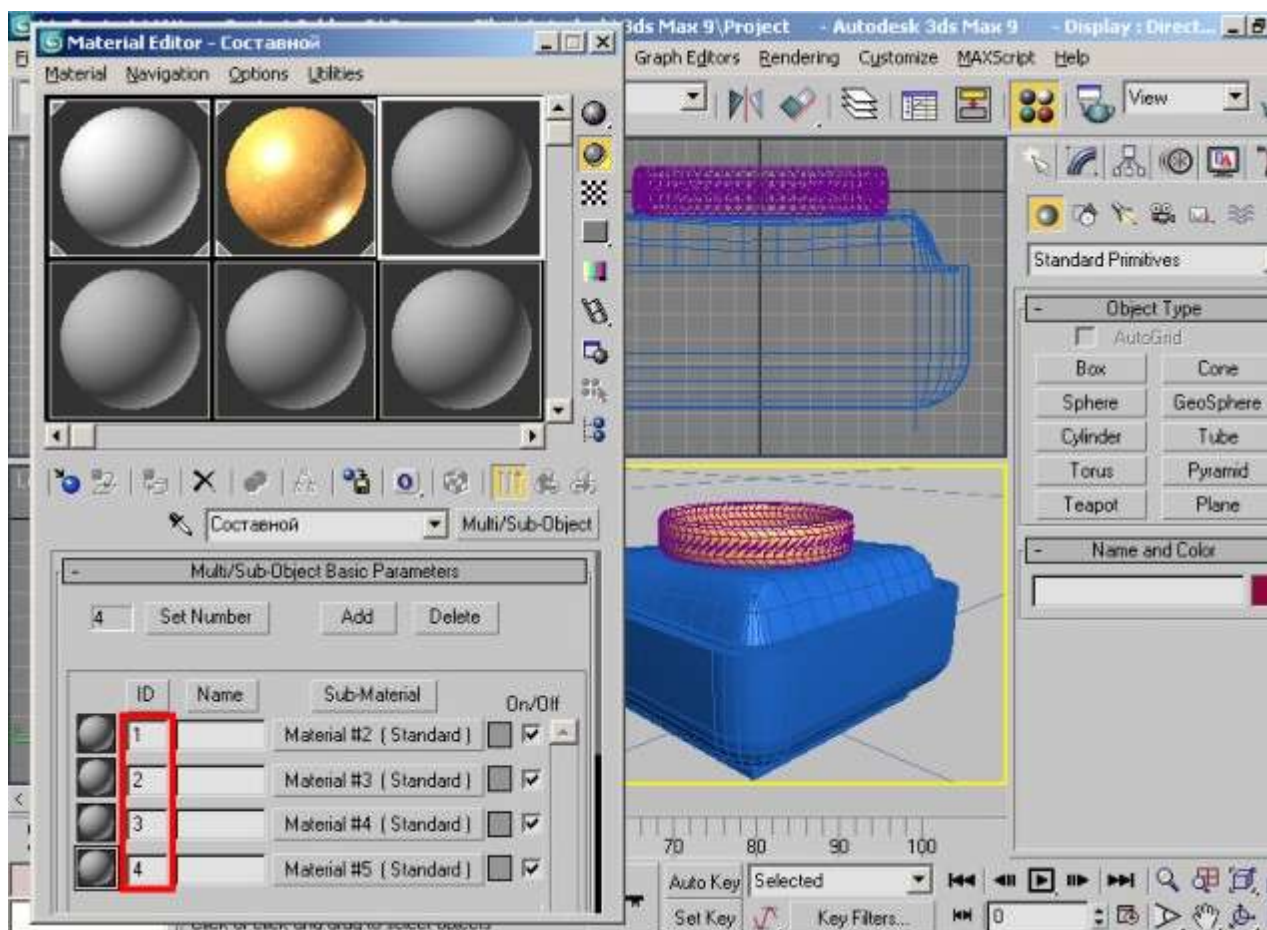 3ds Max 9\Project - Autodesk 3ds Max 9 - Display : Direct...
Material Editor - Составной
Graph Editors Rendering Customize MAXScript Help
Material Navigation Options Utilities
View
Standard Primitives
- Object Type
AutoGrid
Box Cone
Sphere GeoSphere
Cylinder Tube
Torus Pyramid
Teapot Plane
Составной Multi/Sub-Object
- Name and Color
- Multi/Sub-Object Basic Parameters
4 Set Number Add Delete
ID Name Sub-Material On/Off
1 Material #2 ( Standard )
2 Material #3 ( Standard )
3 Material #4 ( Standard )
4 Material #5 ( Standard )
70 80 90 100
Auto Key Selected
Set Key Key Filters... 0